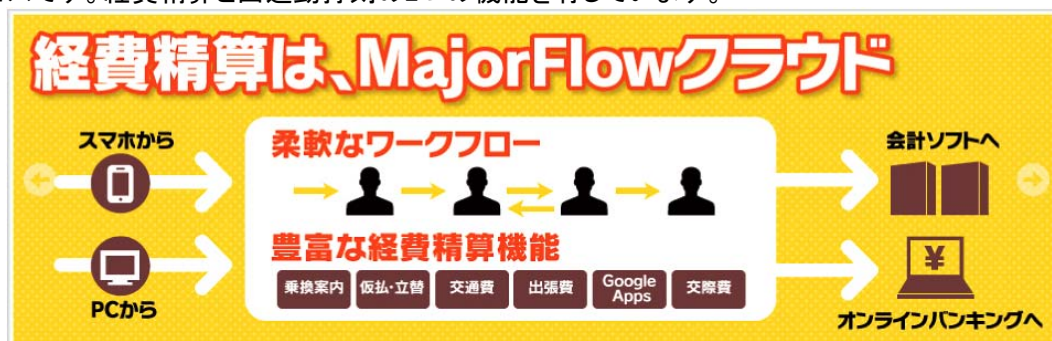 経費精算は、MajorFlowクラウド
スマホから
柔軟なワークフロー
会計ソフトへ
豊富な経費精算機能
乗換案内
仮払・立替
交通費
出張費
Google
Apps
交際費
¥
PCから
オンラインバンキングへ